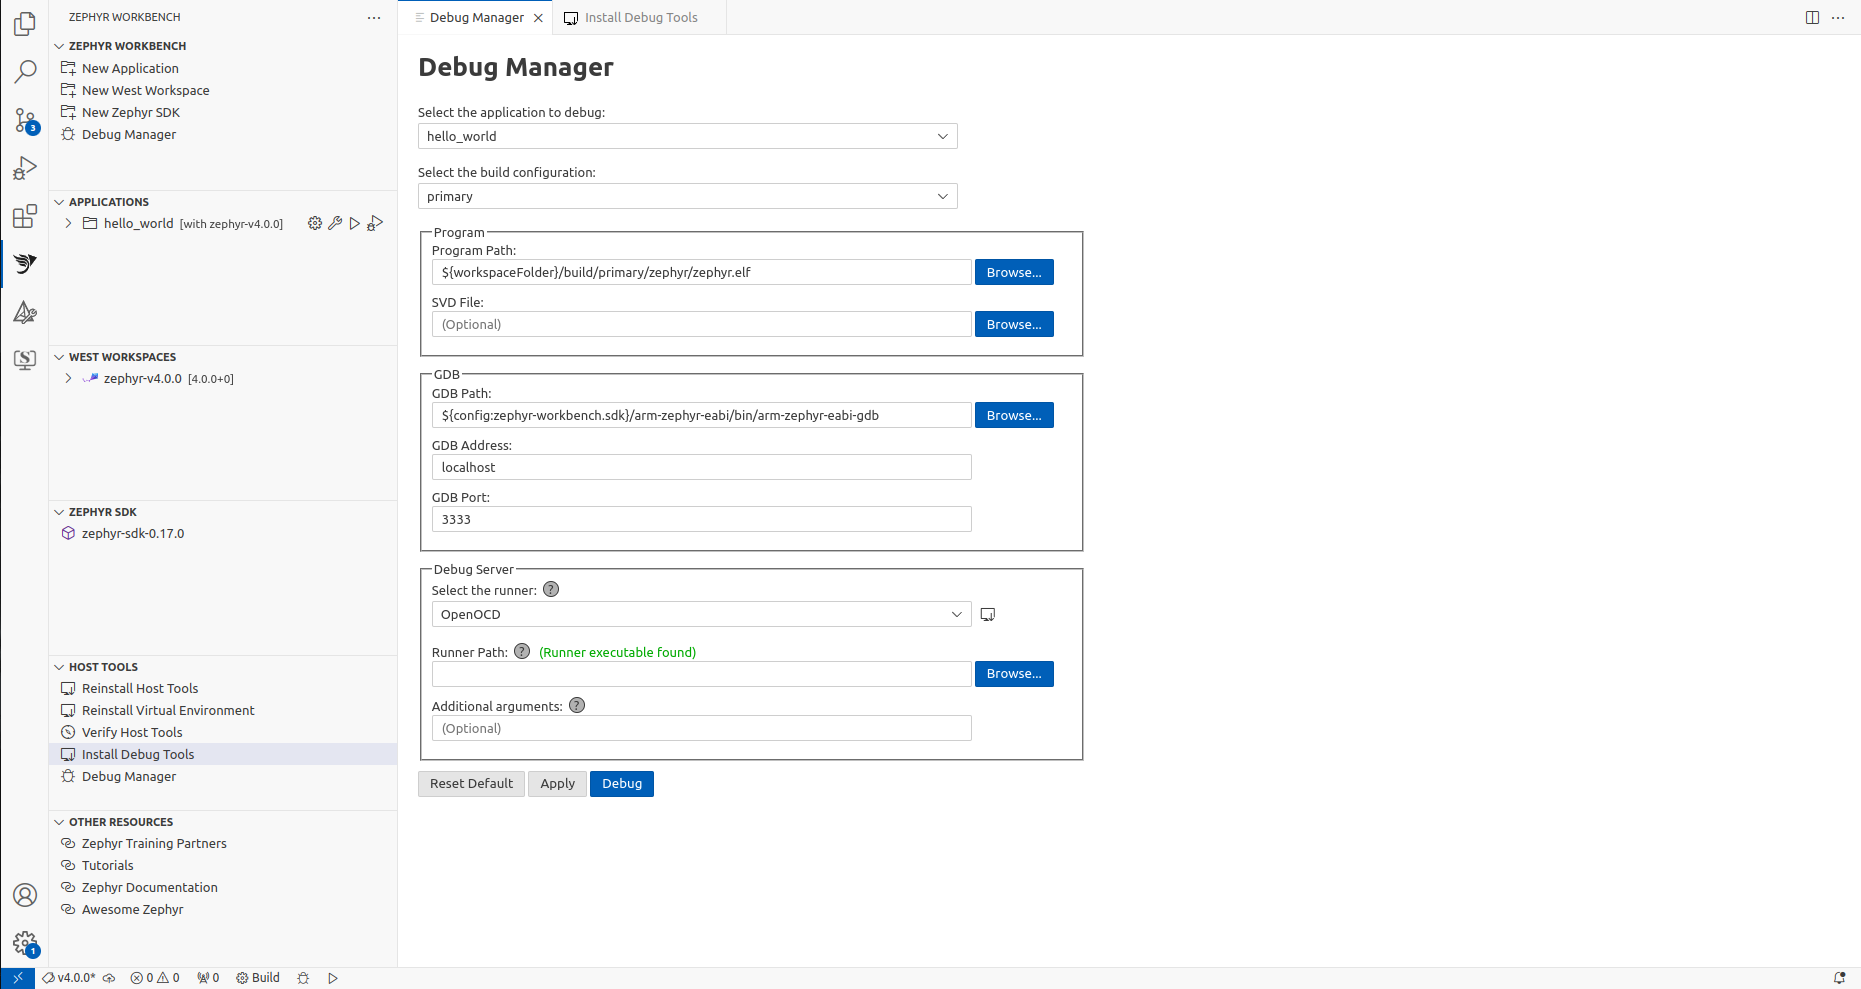 ZEPHYR WORKBENCH
ZEPHYR WORKBENCH
New Application
New West Workspace
New Zephyr SDK
Debug Manager
APPLICATIONS
hello_world [with zephyr-v4.0.0]
WEST WORKSPACES
zephyr-v4.0.0 [4.0.0+0]
ZEPHYR SDK
zephyr-sdk-0.17.0
HOST TOOLS
Reinstall Host Tools
Reinstall Virtual Environment
Verify Host Tools
Install Debug Tools
Debug Manager
OTHER RESOURCES
Zephyr Training Partners
Tutorials
Zephyr Documentation
Awesome Zephyr
3
1
Debug Manager
Install Debug Tools
Debug Manager
Select the application to debug:
hello_world
Select the build configuration:
primary
Program
Program Path:
${workspaceFolder}/build/primary/zephyr/zephyr.elf
Browse...
SVD File:
(Optional)
Browse...
GDB
GDB Path:
${config:zephyr-workbench.sdk}/arm-zephyr-eabi/bin/arm-zephyr-eabi-gdb
Browse...
GDB Address:
localhost
GDB Port:
3333
Debug Server
Select the runner: ?
OpenOCD
Runner Path: ? (Runner executable found)
Browse...
Additional arguments: ?
(Optional)
Reset Default
Apply
Debug
v4.0.0* 0 0 0 Build